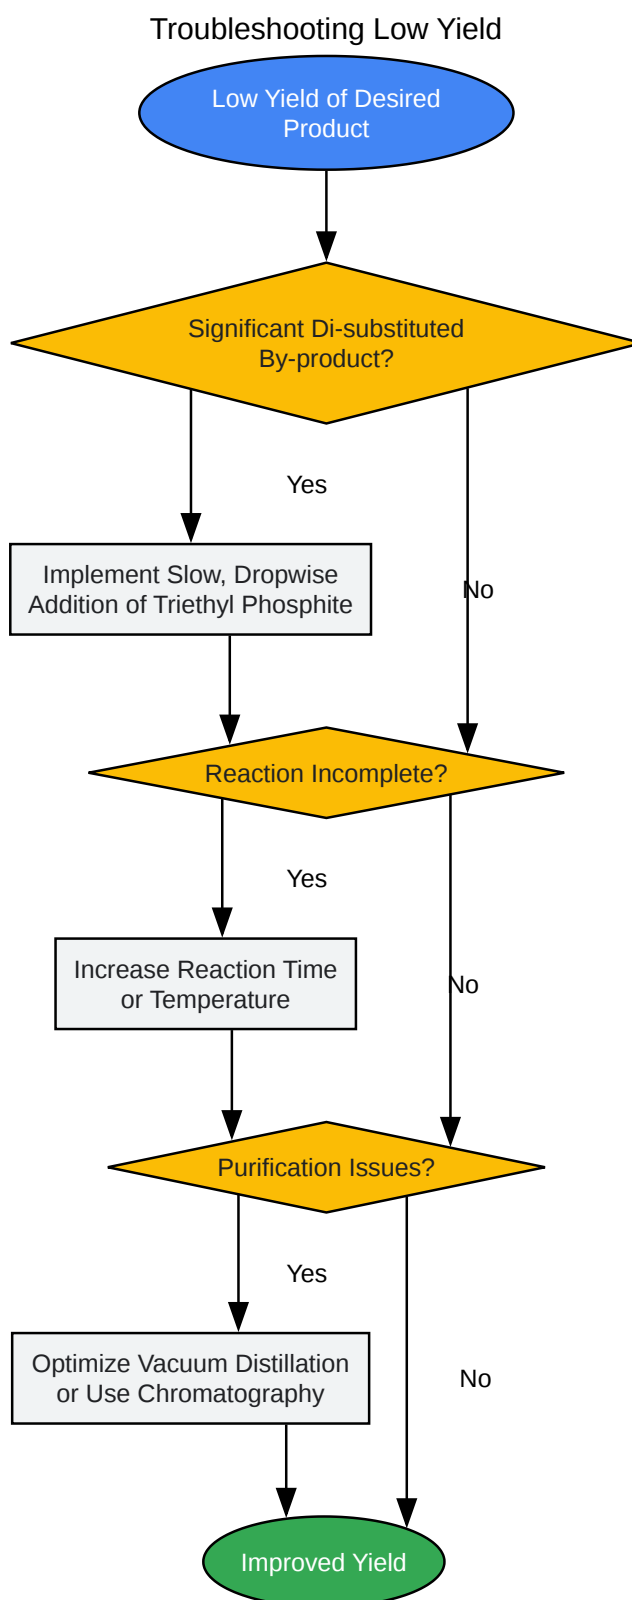 Troubleshooting Low Yield
Low Yield of Desired
Product
Significant Di-substituted
By-product?
Yes
Implement Slow, Dropwise
Addition of Triethyl Phosphite
No
Reaction Incomplete?
Yes
Increase Reaction Time
or Temperature
No
Purification Issues?
Yes
Optimize Vacuum Distillation
or Use Chromatography
No
Improved Yield